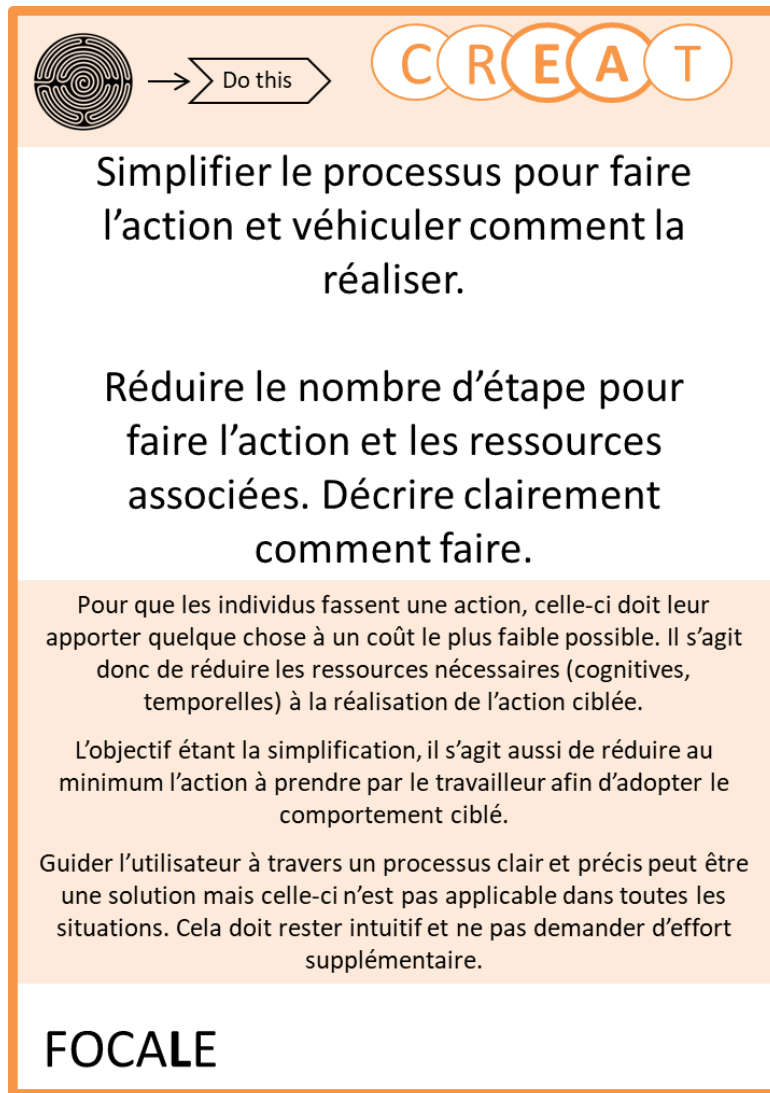 Do this
C R E A T
Simplifier le processus pour faire
l’action et véhiculer comment la
réaliser.
Réduire le nombre d’étape pour
faire l’action et les ressources
associées. Décrire clairement
comment faire.
Pour que les individus fassent une action, celle-ci doit leur
apporter quelque chose à un coût le plus faible possible. Il s’agit
donc de réduire les ressources nécessaires (cognitives,
temporelles) à la réalisation de l’action ciblée.
L’objectif étant la simplification, il s’agit aussi de réduire au
minimum l’action à prendre par le travailleur afin d’adopter le
comportement ciblé.
Guider l’utilisateur à travers un processus clair et précis peut être
une solution mais celle-ci n’est pas applicable dans toutes les
situations. Cela doit rester intuitif et ne pas demander d’effort
supplémentaire.
FOCALE